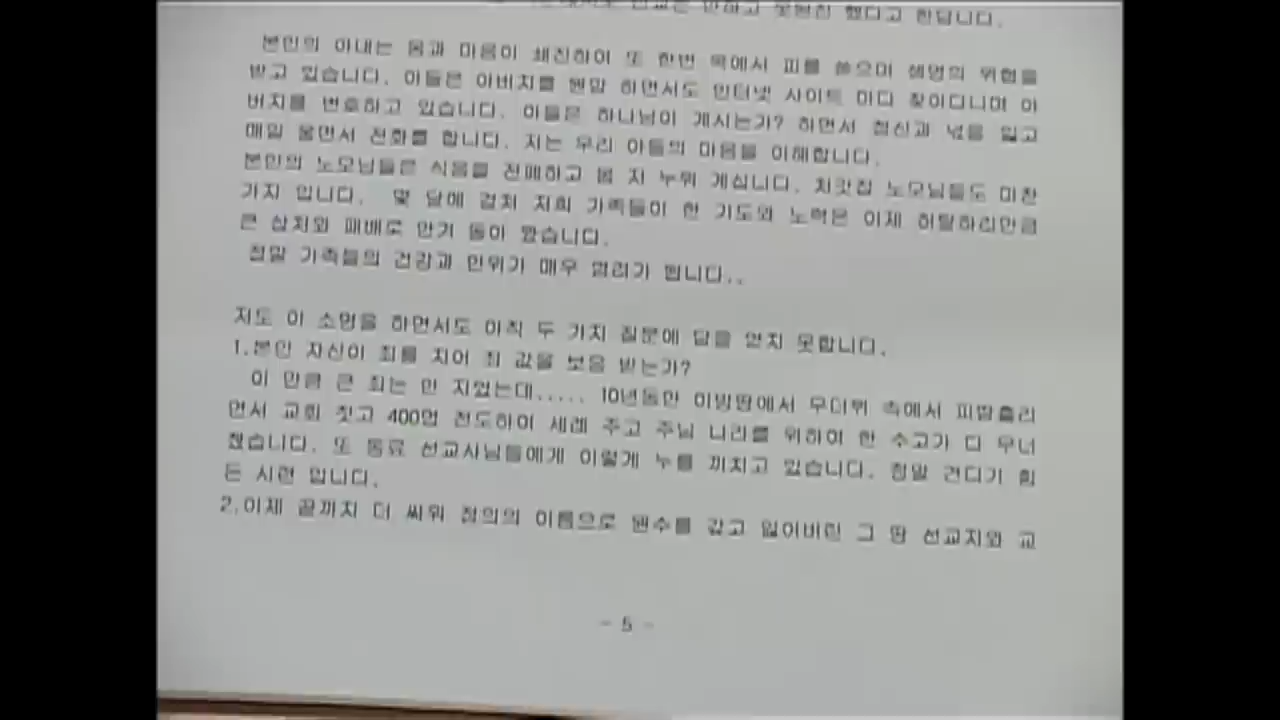 못한진 했다고 한답니다.
본인의 아내는 몸과 마음이 쇄진하여 또 한번 목에서 피를 쏟으며 생명의 위협을
받고 있습니다. 아들은 아버지를 원망 하면서도 인터넷 사이트 마다 찾아다니며 아
버지를 변호하고 있습니다. 아들은 하나님이 계시는가? 하면서 정신과 넋을 잃고
매일 울면서 전화를 합니다. 저는 우리 아들의 마음을 이해합니다.
본인의 노모님들은 식음을 전폐하고 몸 져 누워 계십니다. 처갓집 노모님들도 마찬
가지 입니다. 몇 달에 걸쳐 저희 가족들이 한 기도와 노력은 이제 허탈하리만큼
큰 상처와 패배로 안기 돌아 왔습니다.
정말 가족들의 건강과 안위가 매우 염려가 됩니다..
저도 이 소명을 하면서도 아직 두 가지 질문에 답을 얻지 못합니다.
1.본인 자신이 죄를 지어 죄 값을 보응 받는가?
이 만큼 큰 죄는 안 지었는데..... 10년동안 이방땅에서 무더위 속에서 피땀흘리
면서 교회 짓고 400명 전도하여 세례 주고 주님 나라를 위하여 한 수고가 다 무너
졌습니다. 또 동료 선교사님들에게 이렇게 누를 끼치고 있습니다. 정말 견디기 힘
든 시련 입니다.
2.이제 끝까지 더 싸워 정의의 이름으로 원수를 갚고 잃어버린 그 땅 선교지와 교
- 5 -